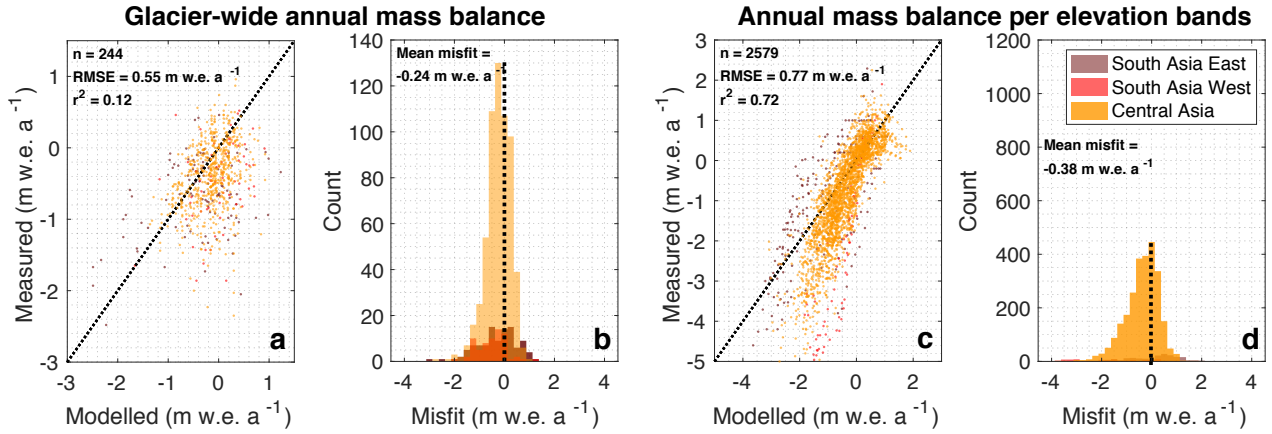 Glacier-wide annual mass balance
Annual mass balance per elevation bands
n = 244
RMSE = 0.55 m w.e. a -1
r2 = 0.12
1
0
-1
-2
-3
-3 -2 -1 0 1
Measured (m w.e. a -1)
Modelled (m w.e. a -1)
a
Mean misfit =
-0.24 m w.e. a-1
140
120
100
80
60
40
20
0
-4 -2 0 2 4
Count
Misfit (m w.e. a -1)
b
n = 2579
RMSE = 0.77 m w.e. a -1
r2 = 0.72
3
2
1
0
-1
-2
-3
-4
-5
-4 -2 0 2
Measured (m w.e. a -1)
Modelled (m w.e. a -1)
c
South Asia East
South Asia West
Central Asia
Mean misfit =
-0.38 m w.e. a -1
1200
1000
800
600
400
200
0
-4 -2 0 2 4
Count
Misfit (m w.e. a -1)
d